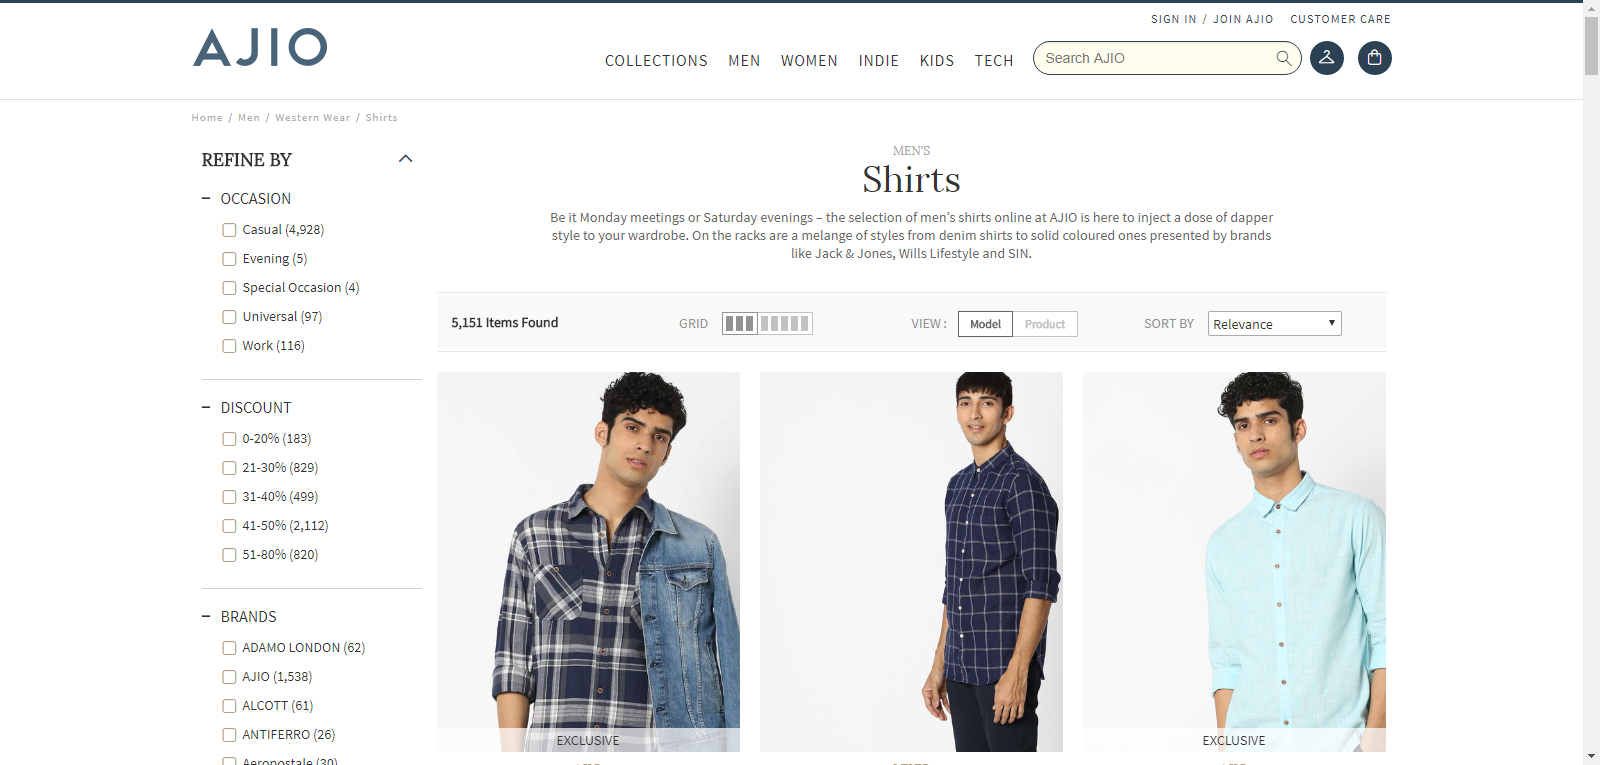 SIGN IN / JOIN AJIO CUSTOMER CARE
AJIO
COLLECTIONS MEN WOMEN INDIE KIDS TECH
Search AJIO
Home / Men / Western Wear / Shirts
REFINE BY
OCCASION
Casual (4,928)
Evening (5)
Special Occasion (4)
Universal (97)
Work (116)
DISCOUNT
0-20% (183)
21-30% (829)
31-40% (499)
41-50% (2,112)
51-80% (820)
BRANDS
ADAMO LONDON (62)
AJIO (1,538)
ALCOTT (61)
ANTIFERRO (26)
Aeropostale (30)
MEN'S
Shirts
Be it Monday meetings or Saturday evenings – the selection of men’s shirts online at AJIO is here to inject a dose of dapper
style to your wardrobe. On the racks are a melange of styles from denim shirts to solid coloured ones presented by brands
like Jack & Jones, Wills Lifestyle and SIN.
5,151 Items Found
GRID
VIEW :
Model
Product
SORT BY
Relevance
EXCLUSIVE
EXCLUSIVE